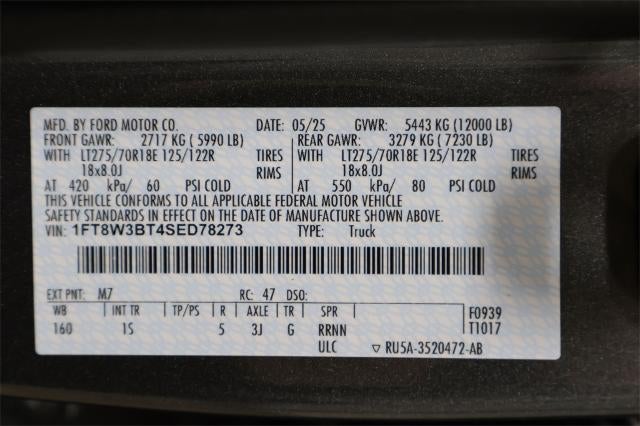 MFD. BY FORD MOTOR CO. DATE: 05/25 GVWR: 5443 KG (12000 LB)
FRONT GAWR: 2717 KG ( 5990 LB) REAR GAWR: 3279 KG ( 7230 LB)
WITH LT275/70R18E 125/122R TIRES WITH LT275/70R18E 125/122R TIRES
18x8.0J RIMS 18x8.0J RIMS
AT 420 kPa/ 60 PSI COLD AT 550 kPa/ 80 PSI COLD
THIS VEHICLE CONFORMS TO ALL APPLICABLE FEDERAL MOTOR VEHICLE
SAFETY STANDARDS IN EFFECT ON THE DATE OF MANUFACTURE SHOWN ABOVE.
VIN: 1FT8W3BT4SED78273 TYPE: Truck
EXT PNT: M7 RC: 47 DSO:
WB INT TR TP/PS R AXLE TR SPR F0939
160 1S 5 3J G RRNN T1017
ULC ▽ RU5A-3520472-AB